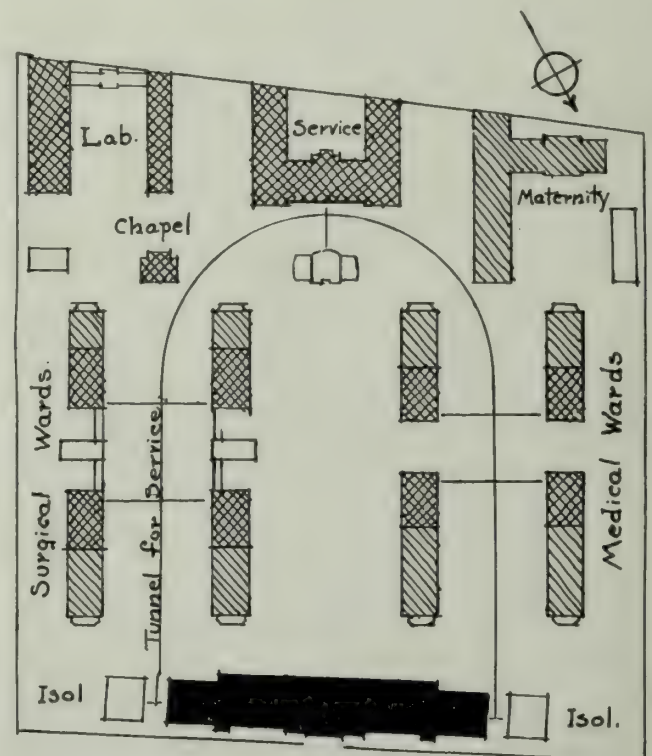 Lab.
Service
Maternity
Chapel
Surgical Wards.
Tunnel for Service
Medical Wards
Isol
Isol.